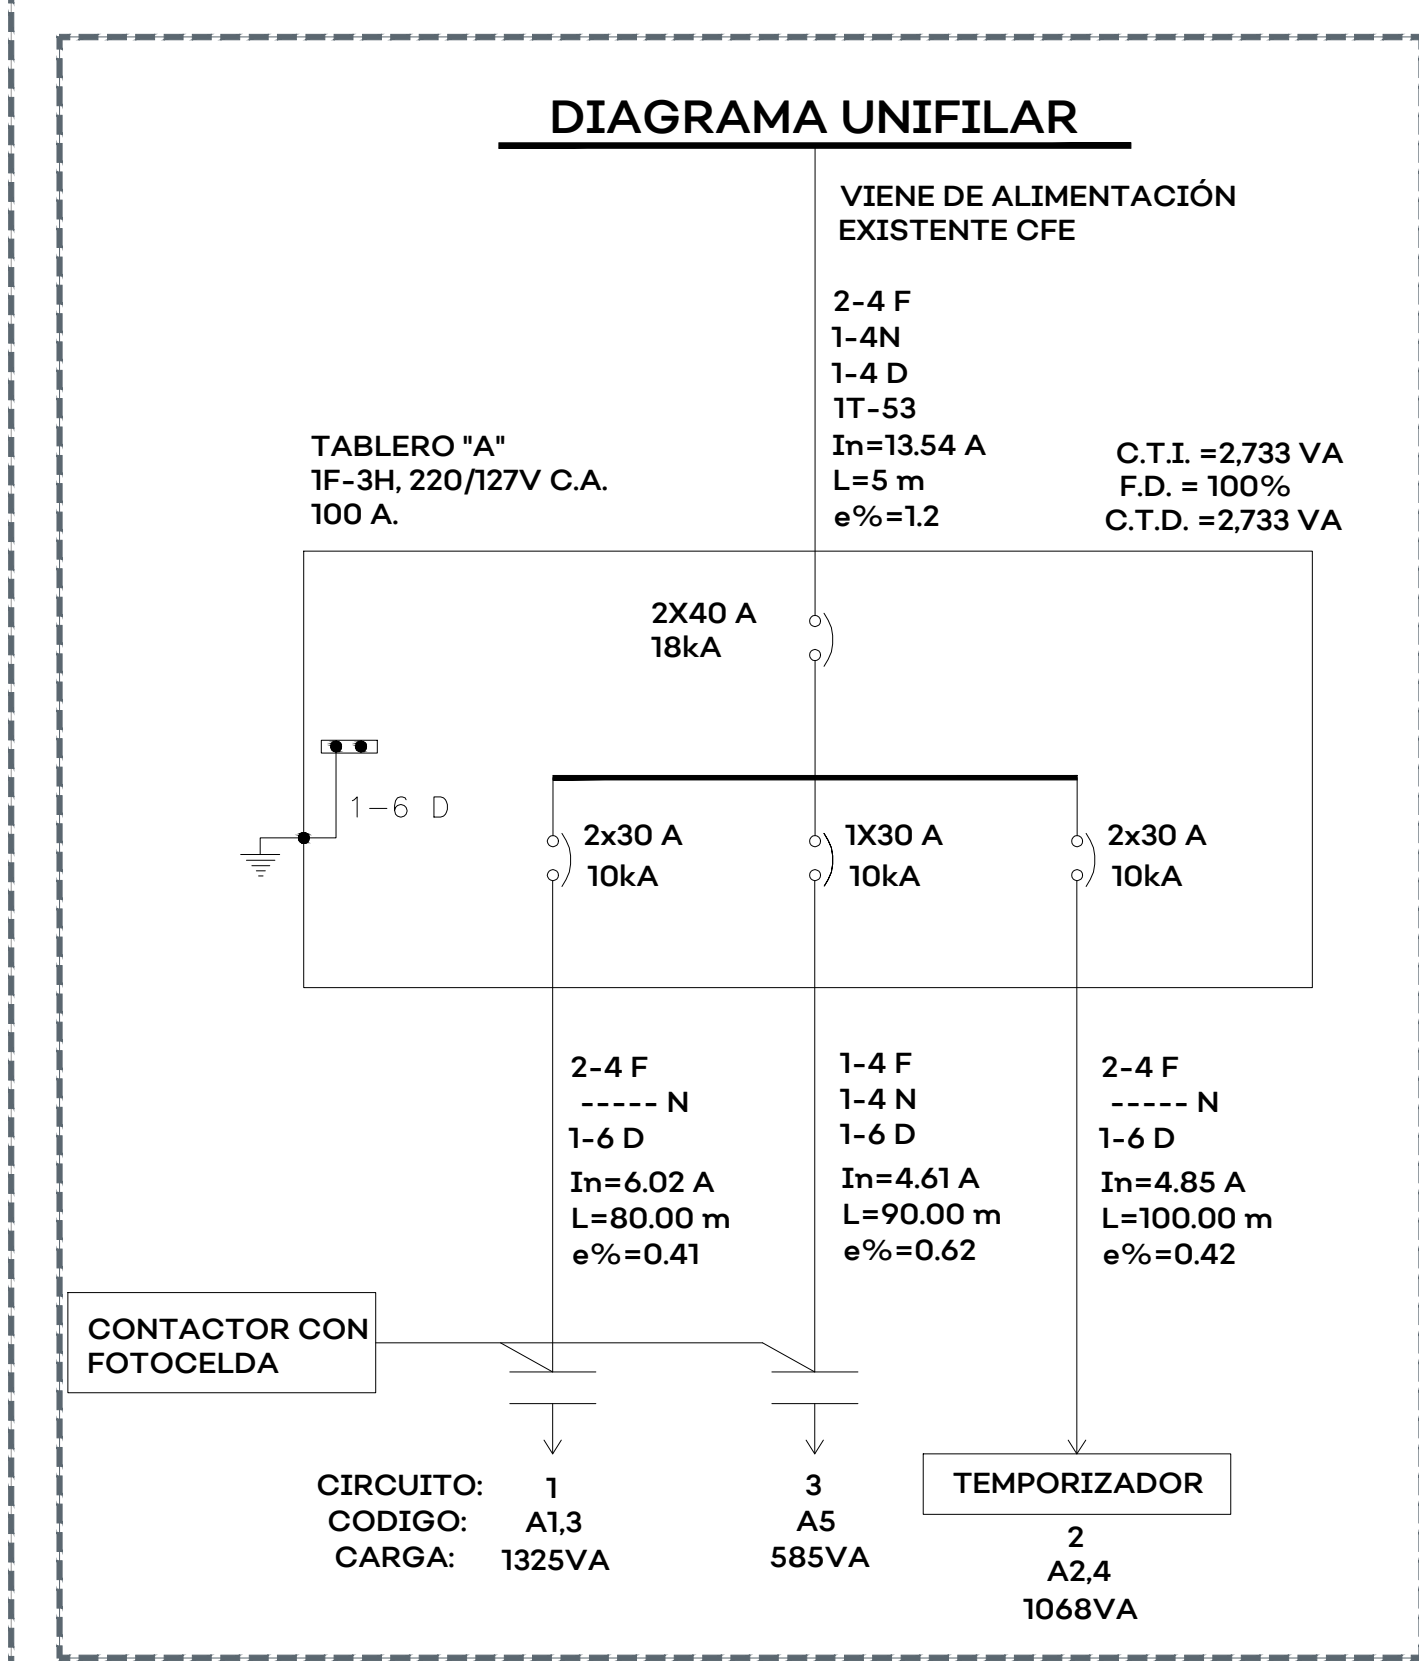 DIAGRAMA UNIFILAR
VIENE DE ALIMENTACIÓN
EXISTENTE CFE
2-4 F
1-4N
1-4 D
1T-53
In=13.54 A
L=5 m
e%=1.2
TABLERO "A"
1F-3H, 220/127V C.A.
100 A.
C.T.I. =2,733 VA
F.D. = 100%
C.T.D. =2,733 VA
2X40 A
18kA
1-6 D
2x30 A
10kA
1X30 A
10kA
2x30 A
10kA
2-4 F
----- N
1-6 D
In=6.02 A
L=80.00 m
e%=0.41
1-4 F
1-4 N
1-6 D
In=4.61 A
L=90.00 m
e%=0.62
2-4 F
----- N
1-6 D
In=4.85 A
L=100.00 m
e%=0.42
CONTACTOR CON
FOTOCELDA
CIRCUITO: 1 3
CODIGO: A1,3 A5
CARGA: 1325VA 585VA
TEMPORIZADOR
2
A2,4
1068VA